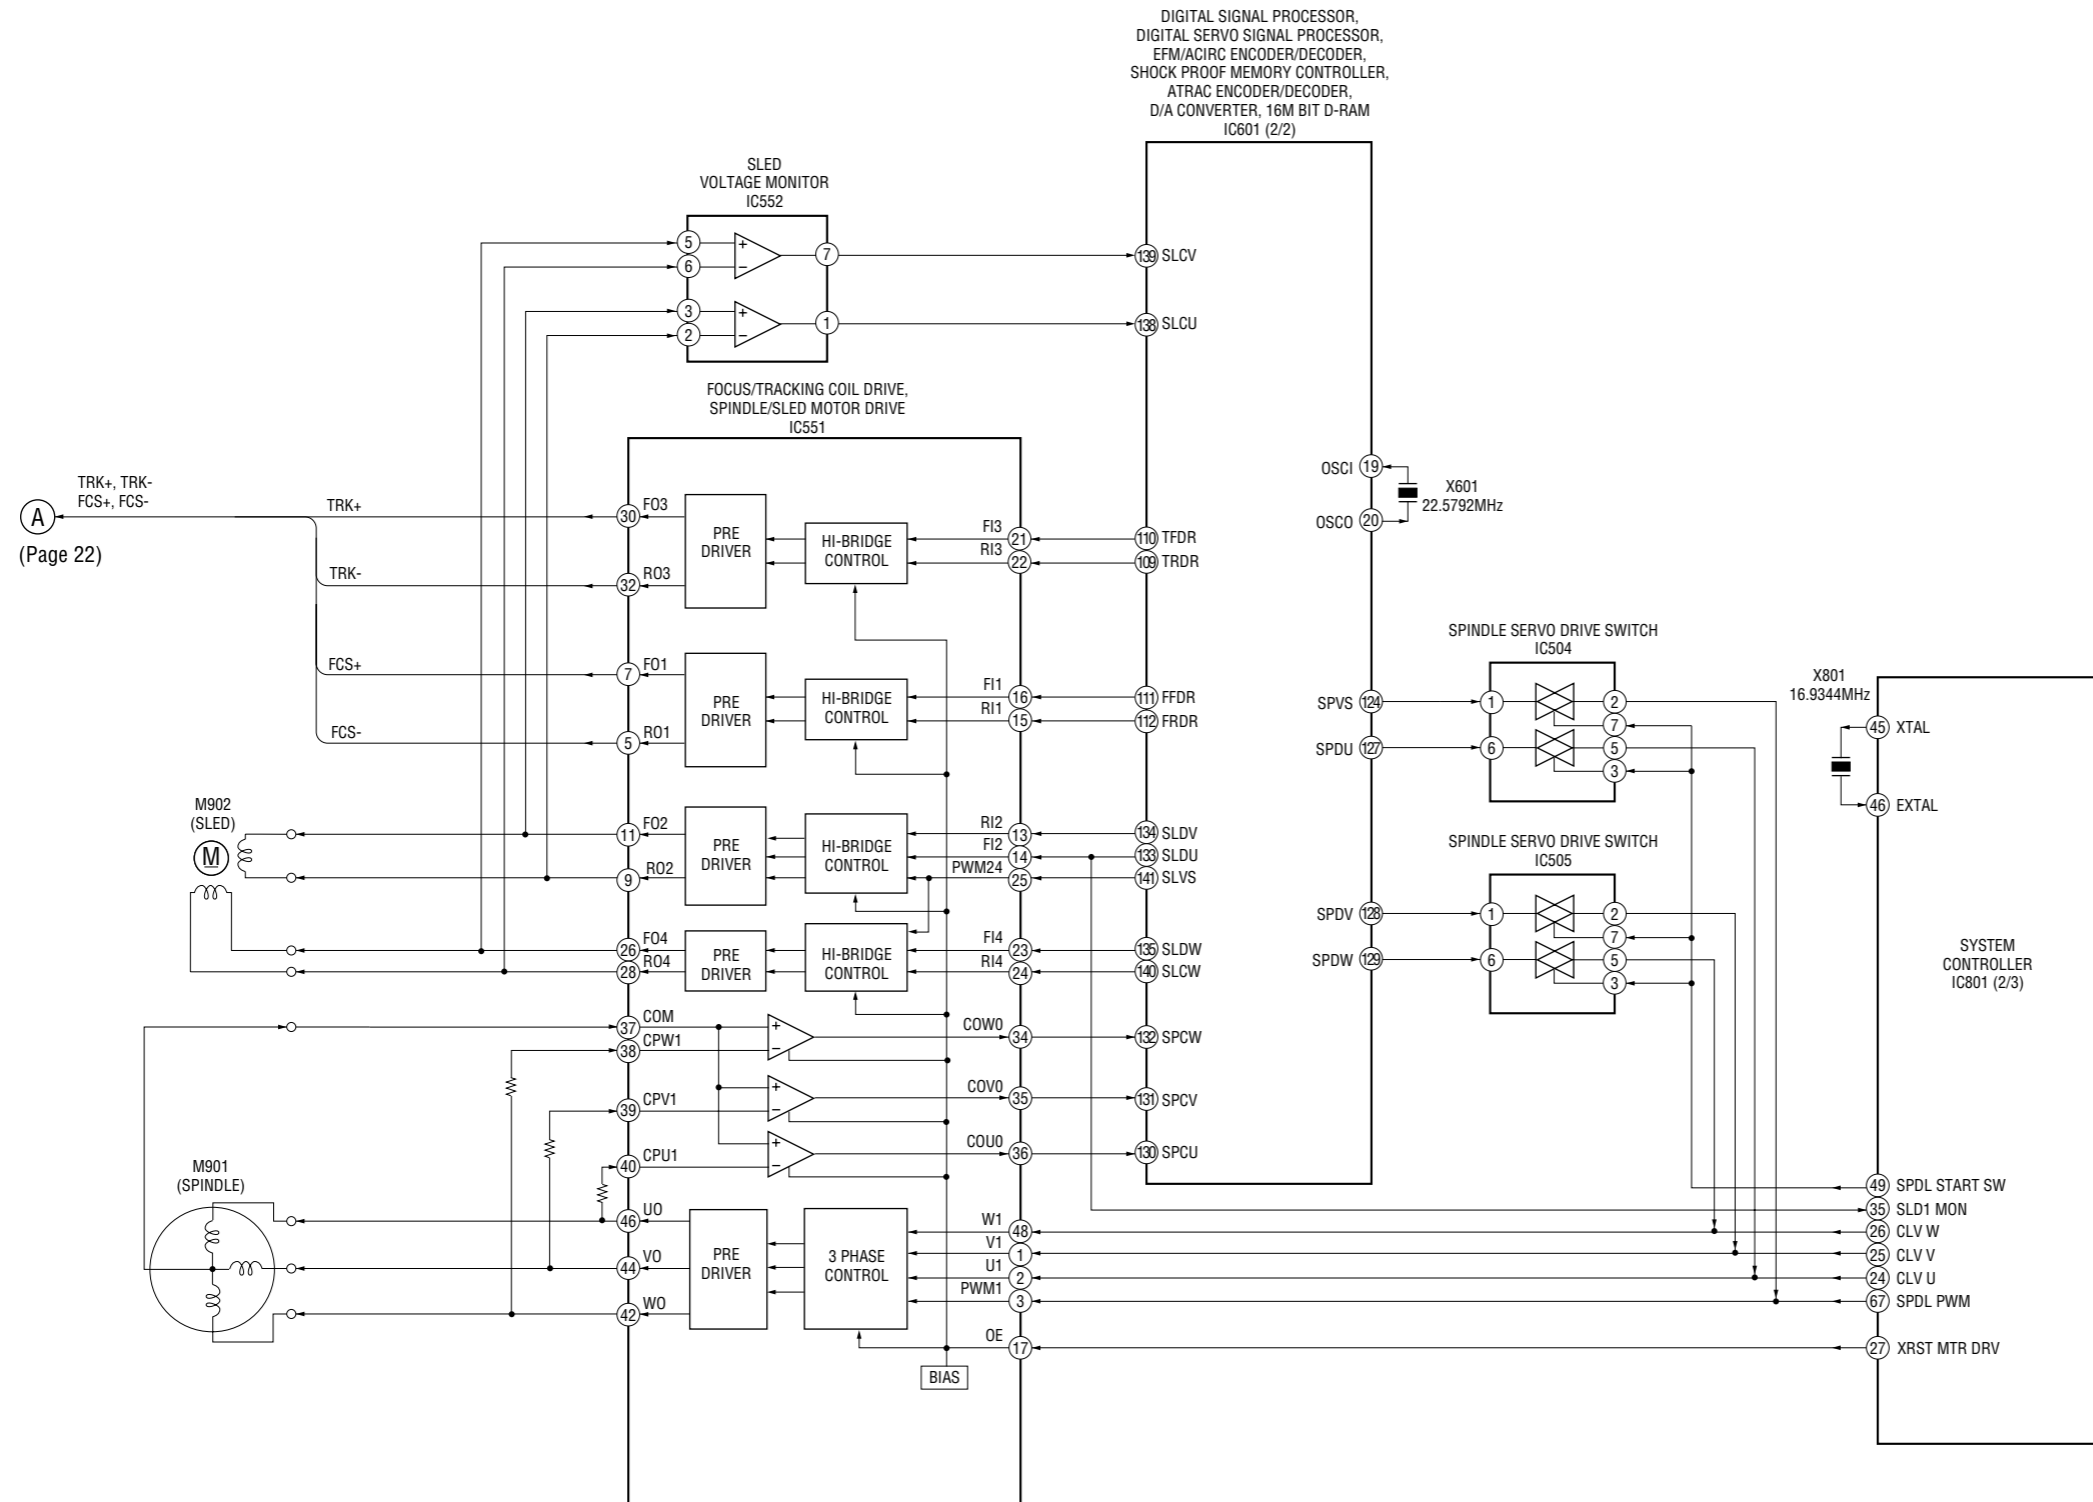 DIGITAL SIGNAL PROCESSOR,
DIGITAL SERVO SIGNAL PROCESSOR,
EFM/ACIRC ENCODER/DECODER,
SHOCK PROOF MEMORY CONTROLLER,
ATRAC ENCODER/DECODER,
D/A CONVERTER, 16M BIT D-RAM
IC601 (2/2)
SLED
VOLTAGE MONITOR
IC552
5
6
3
2
+
−
+
−
7
1
139 SLCV
138 SLCU
FOCUS/TRACKING COIL DRIVE,
SPINDLE/SLED MOTOR DRIVE
IC551
A
(Page 22)
TRK+, TRK-
FCS+, FCS-
TRK+
TRK-
FCS+
FCS-
30 FO3
32 RO3
PRE
DRIVER
HI-BRIDGE
CONTROL
FI3 21
RI3 22
110 TFDR
109 TRDR
OSCI 19
OSCO 20
X601
22.5792MHz
7 FO1
5 RO1
PRE
DRIVER
HI-BRIDGE
CONTROL
FI1 16
RI1 15
111 FFDR
112 FRDR
M902
(SLED)
M
11 FO2
9 RO2
PRE
DRIVER
HI-BRIDGE
CONTROL
RI2 13
FI2 14
PWM24 25
134 SLDV
133 SLDU
141 SLVS
26 FO4
28 RO4
PRE
DRIVER
HI-BRIDGE
CONTROL
FI4 23
RI4 24
135 SLDW
140 SLCW
37 COM
38 CPW1
39 CPV1
40 CPU1
+
−
+
−
+
−
COW0 34
COV0 35
COU0 36
132 SPCW
131 SPCV
130 SPCU
M901
(SPINDLE)
46 UO
44 VO
42 WO
PRE
DRIVER
3 PHASE
CONTROL
W1 48
V1 1
U1 2
PWM1 3
OE 17
BIAS
SPINDLE SERVO DRIVE SWITCH
IC504
SPVS 124
SPDU 127
1
6
2
7
5
3
SPINDLE SERVO DRIVE SWITCH
IC505
SPDV 128
SPDW 129
1
6
2
7
5
3
X801
16.9344MHz
45 XTAL
46 EXTAL
SYSTEM
CONTROLLER
IC801 (2/3)
49 SPDL START SW
35 SLD1 MON
26 CLV W
25 CLV V
24 CLV U
67 SPDL PWM
27 XRST MTR DRV